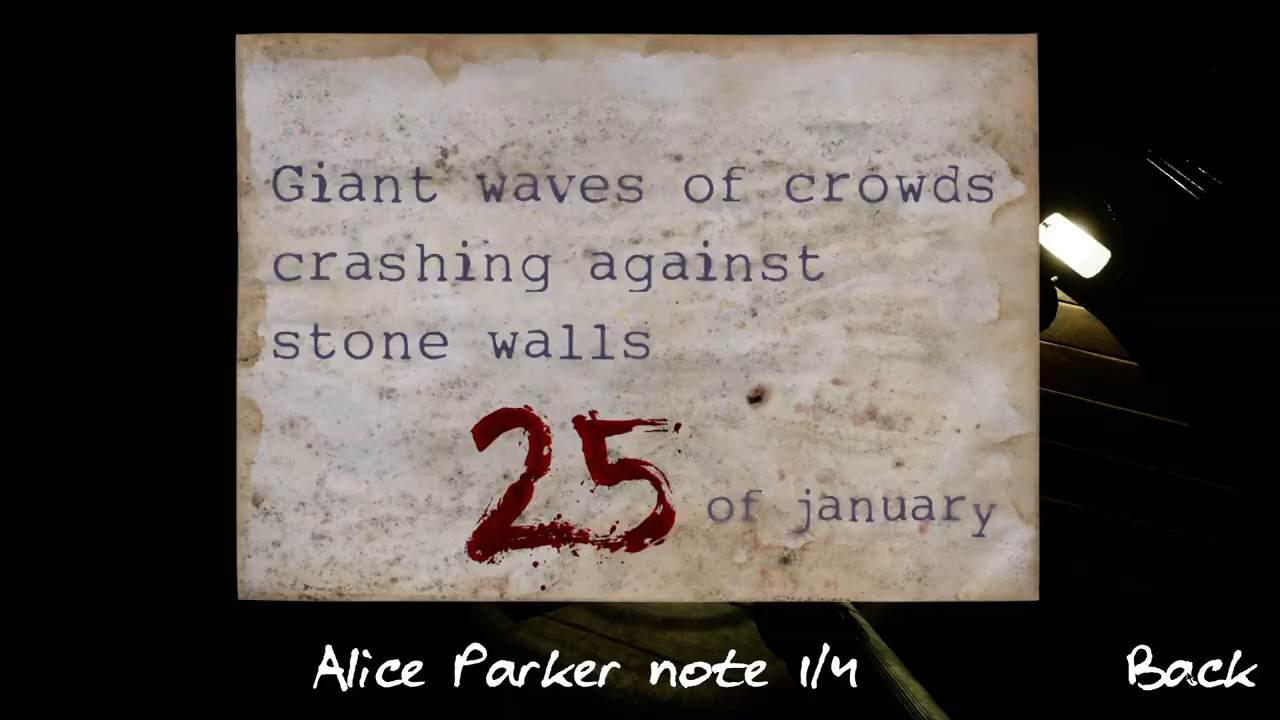 Giant waves of crowds
crashing against
stone walls
25 of january
Alice Parker note 1/4
Back